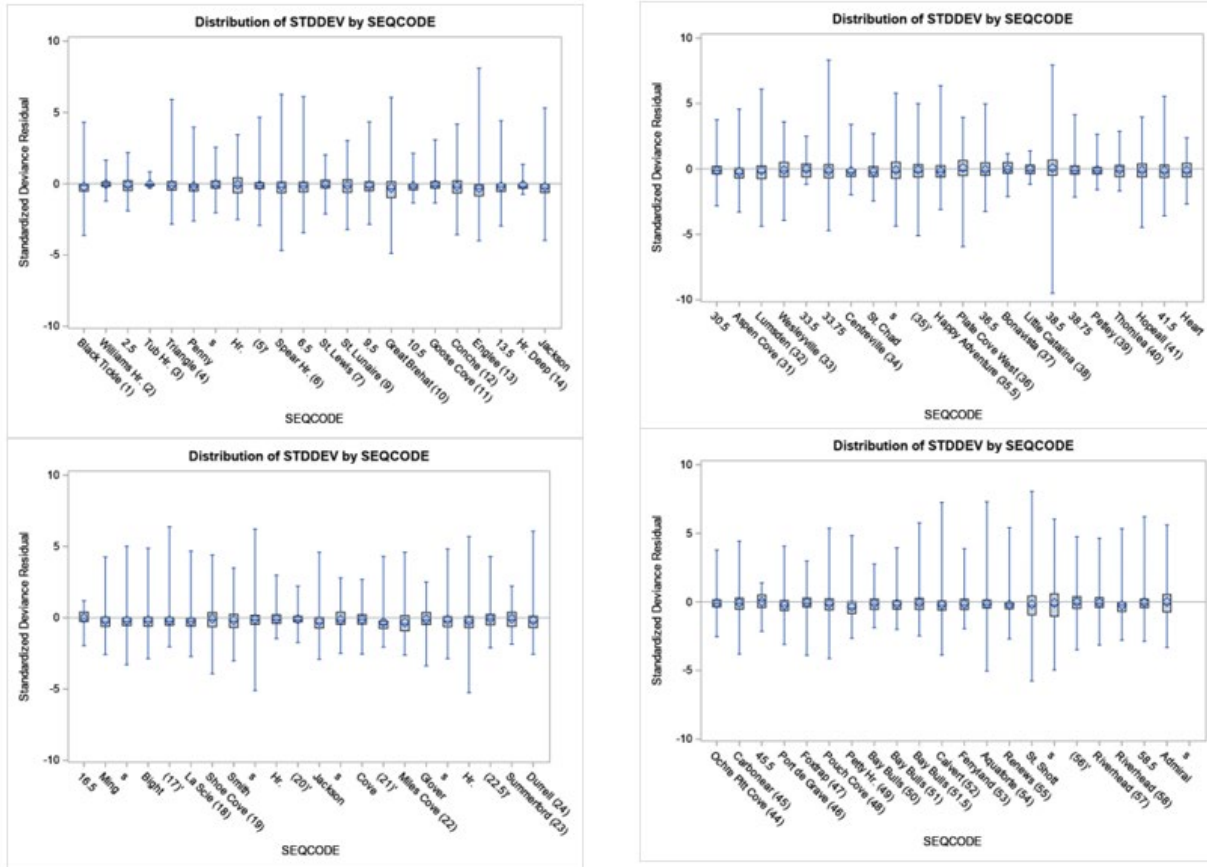 Distribution of STDDEV by SEQCODE
Standardized Deviance Residual
10
5
0
-5
-10
Black Tickle (1)
Williams Hr. (2)
2.5
Tub Hr. (3)
Triangle (4)
Penny
s
Hr.
(5)'
Spear Hr. (6)
6.5
St. Lewis (7)
St. Lunaire (9)
9.5
Great Brehat (10)
10.5
Goose Cove (11)
Conche (12)
Englee (13)
13.5
Hr. Deep (14)
Jackson
SEQCODE
Distribution of STDDEV by SEQCODE
Standardized Deviance Residual
10
5
0
-5
-10
30.5
Aspen Cove (31)
Lumsden (32)
Wesleyville (33)
33.5
33.75
Centreville (34)
St. Chad
s
(35)'
Happy Adventure (35.5)
Plate Cove West (36)
36.5
Bonavista (37)
Little Catalina (38)
38.5
38.75
Petley (39)
Thornlea (40)
Hopeall (41)
41.5
Heart
SEQCODE
Distribution of STDDEV by SEQCODE
Standardized Deviance Residual
10
5
0
-5
-10
16.5
Ming
s
Bight
(17)'
La Scie (18)
Shoe Cove (19)
Smith
s
Hr.
(20)'
Jackson
s
Cove
(21)'
Miles Cove (22)
Glover
s
Hr.
(22.5)'
Summerford (23)
Durrell (24)
SEQCODE
Distribution of STDDEV by SEQCODE
Standardized Deviance Residual
10
5
0
-5
-10
Ochre Pitt Cove (44)
Carbonear (45)
45.5
Port de Grave (46)
Foxtrap (47)
Pouch Cove (48)
Petty Hr. (49)
Bay Bulls (50)
Bay Bulls (51)
Bay Bulls (51.5)
Calvert (52)
Ferryland (53)
Aquaforte (54)
Renews (55)
St. Shott
s
(56)'
Riverhead (57)
Riverhead (58)
58.5
Admiral
s
SEQCODE